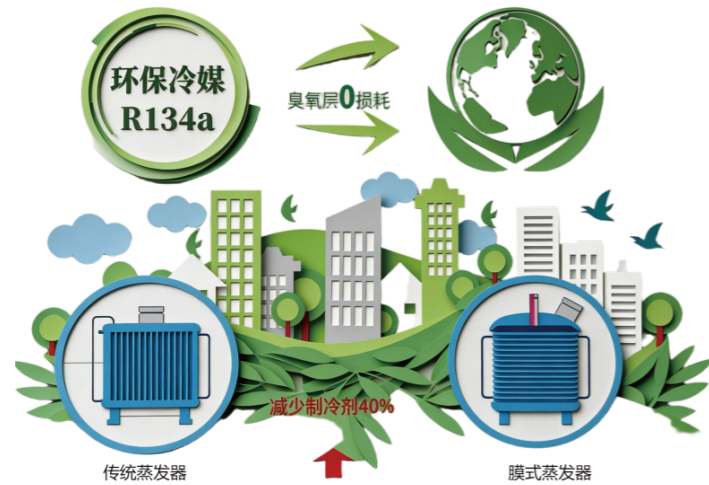 环保冷媒
R134a
臭氧层0损耗
减少制冷剂40%
传统蒸发器
膜式蒸发器